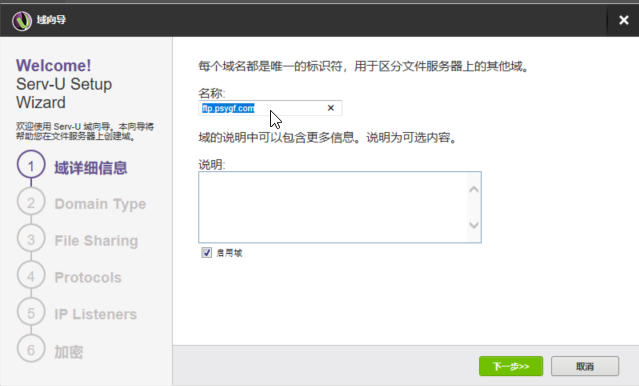 域向导
Welcome!
Serv-U Setup
Wizard
欢迎使用 Serv-U 域向导。本向导将
帮助您在文件服务器上创建域。
1 域详细信息
2 Domain Type
3 File Sharing
4 Protocols
5 IP Listeners
6 加密
每个域名都是唯一的标识符，用于区分文件服务器上的其他域。
名称:
ftp.psygf.com
域的说明中可以包含更多信息。说明为可选内容。
说明:
启用域
下一步>>
取消